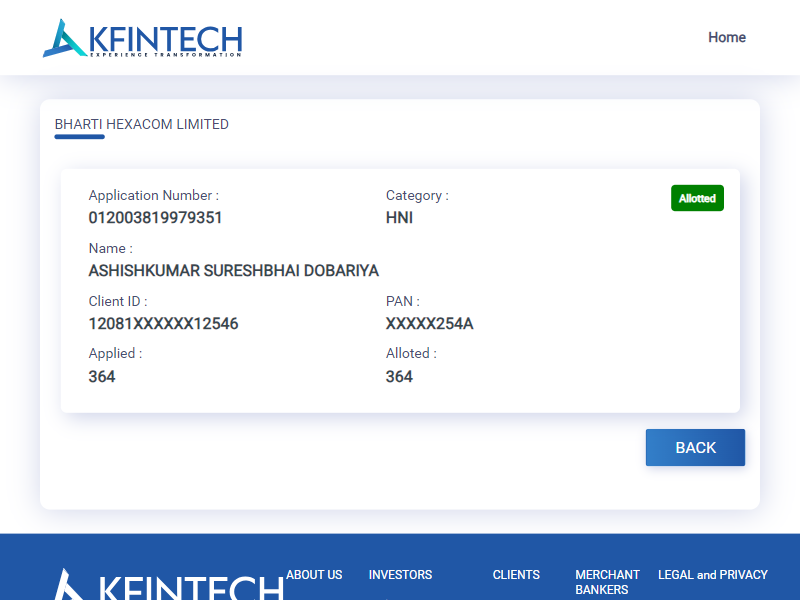 KFINTECH
EXPERIENCE TRANSFORMATION
Home
BHARTI HEXACOM LIMITED
Application Number :
Category :
Allotted
012003819979351
HNI
Name :
ASHISHKUMAR SURESHBHAI DOBARIYA
Client ID :
PAN :
12081XXXXXX12546
XXXXX254A
Applied :
Alloted :
364
364
BACK
KFINTECH
ABOUT US
INVESTORS
CLIENTS
MERCHANT
BANKERS
LEGAL and PRIVACY